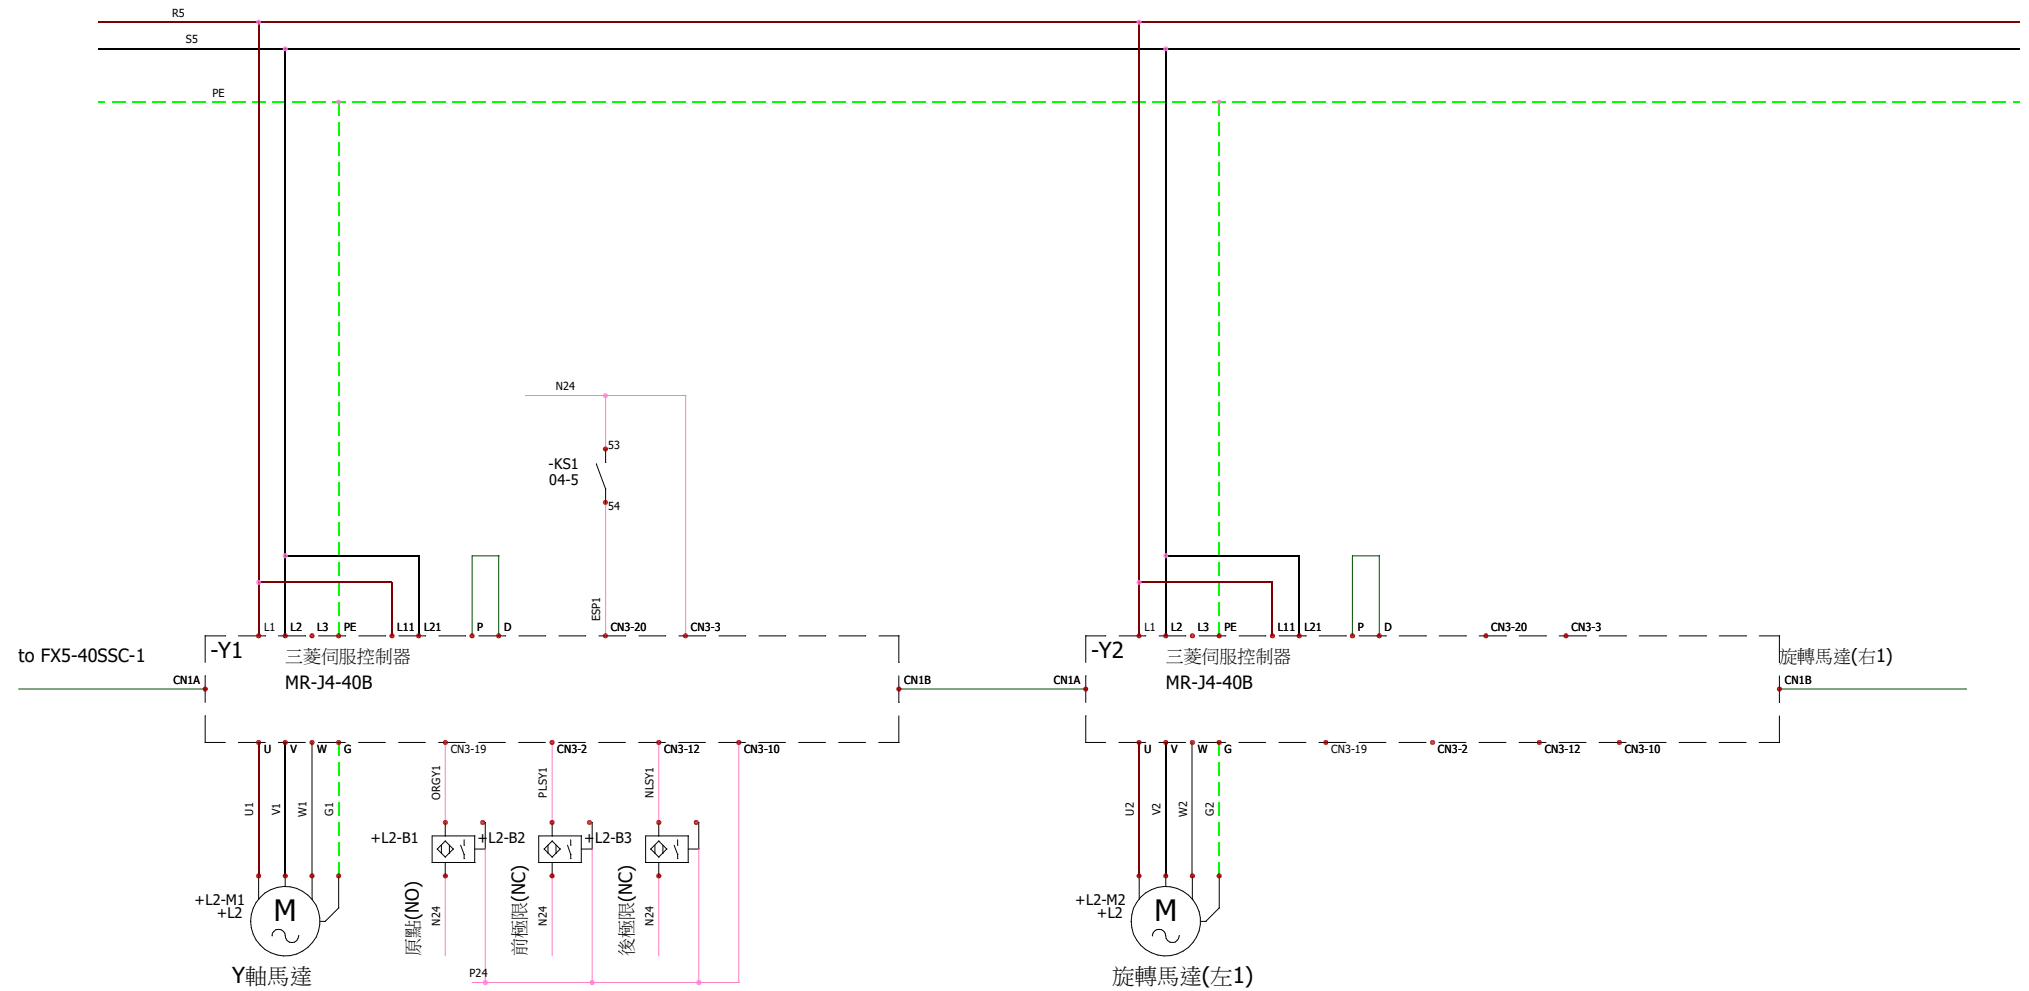 R5
S5
PE
N24
53
-KS1
04-5
54
ESP1
L1 L2 L3 PE L11 L21 P D CN3-20 CN3-3
L1 L2 L3 PE L11 L21 P D CN3-20 CN3-3
to FX5-40SSC-1
-Y1
三菱伺服控制器
MR-J4-40B
CN1A
CN1B
CN1A
-Y2
三菱伺服控制器
MR-J4-40B
旋轉馬達(右1)
CN1B
U V W G CN3-19 CN3-2 CN3-12 CN3-10
U V W G CN3-19 CN3-2 CN3-12 CN3-10
U1
V1
W1
G1
ORGY1
PLSY1
NLSY1
U2
V2
W2
G2
+L2-B1
+L2-B2
+L2-B3
+L2-M1
+L2
M
原點(NO)
N24
前極限(NC)
N24
後極限(NC)
N24
+L2-M2
+L2
M
Y軸馬達
P24
旋轉馬達(左1)